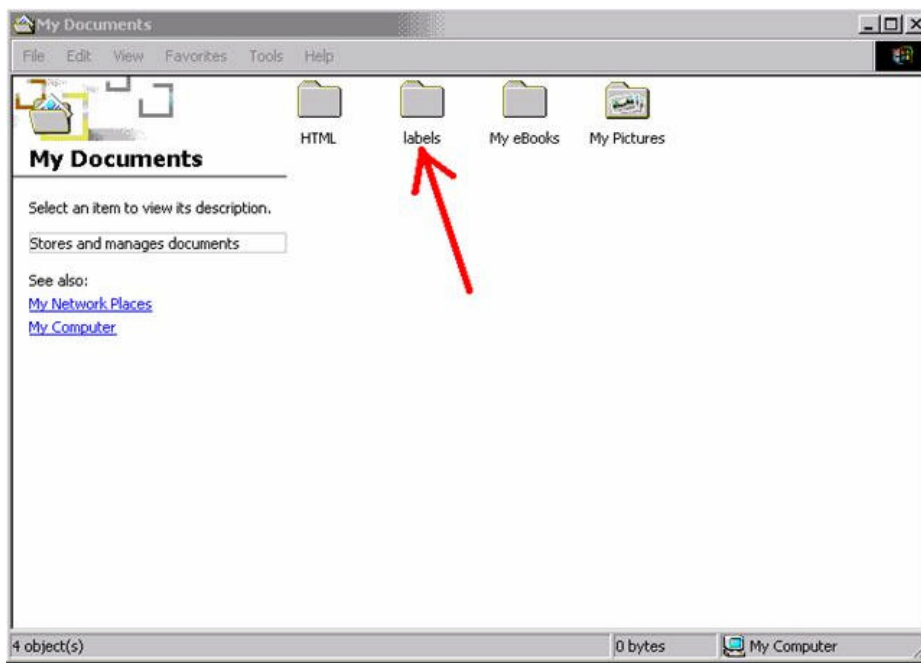 My Documents
File Edit View Favorites Tools Help
HTML labels My eBooks My Pictures
My Documents
Select an item to view its description.
Stores and manages documents
See also:
My Network Places
My Computer
4 object(s) 0 bytes My Computer